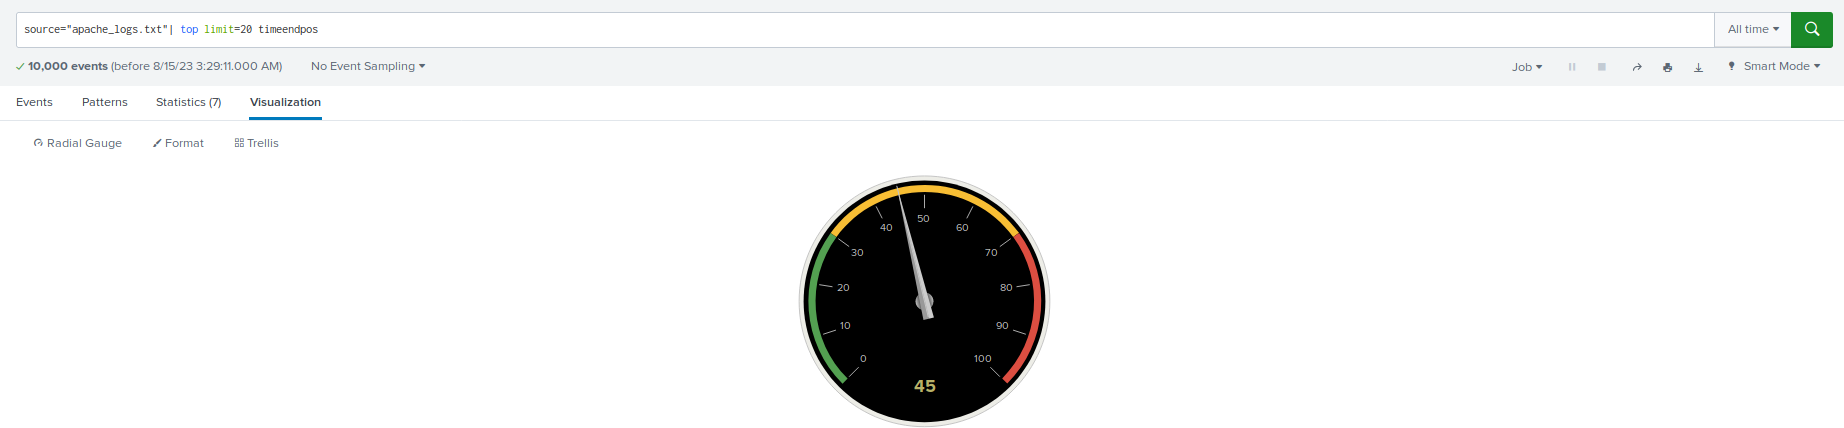 source="apache_logs.txt"| top limit=20 timeendpos
All time
10,000 events (before 8/15/23 3:29:11.000 AM)
No Event Sampling
Job
Smart Mode
Events
Patterns
Statistics (7)
Visualization
Radial Gauge
Format
Trellis
0
10
20
30
40
50
60
70
80
90
100
45